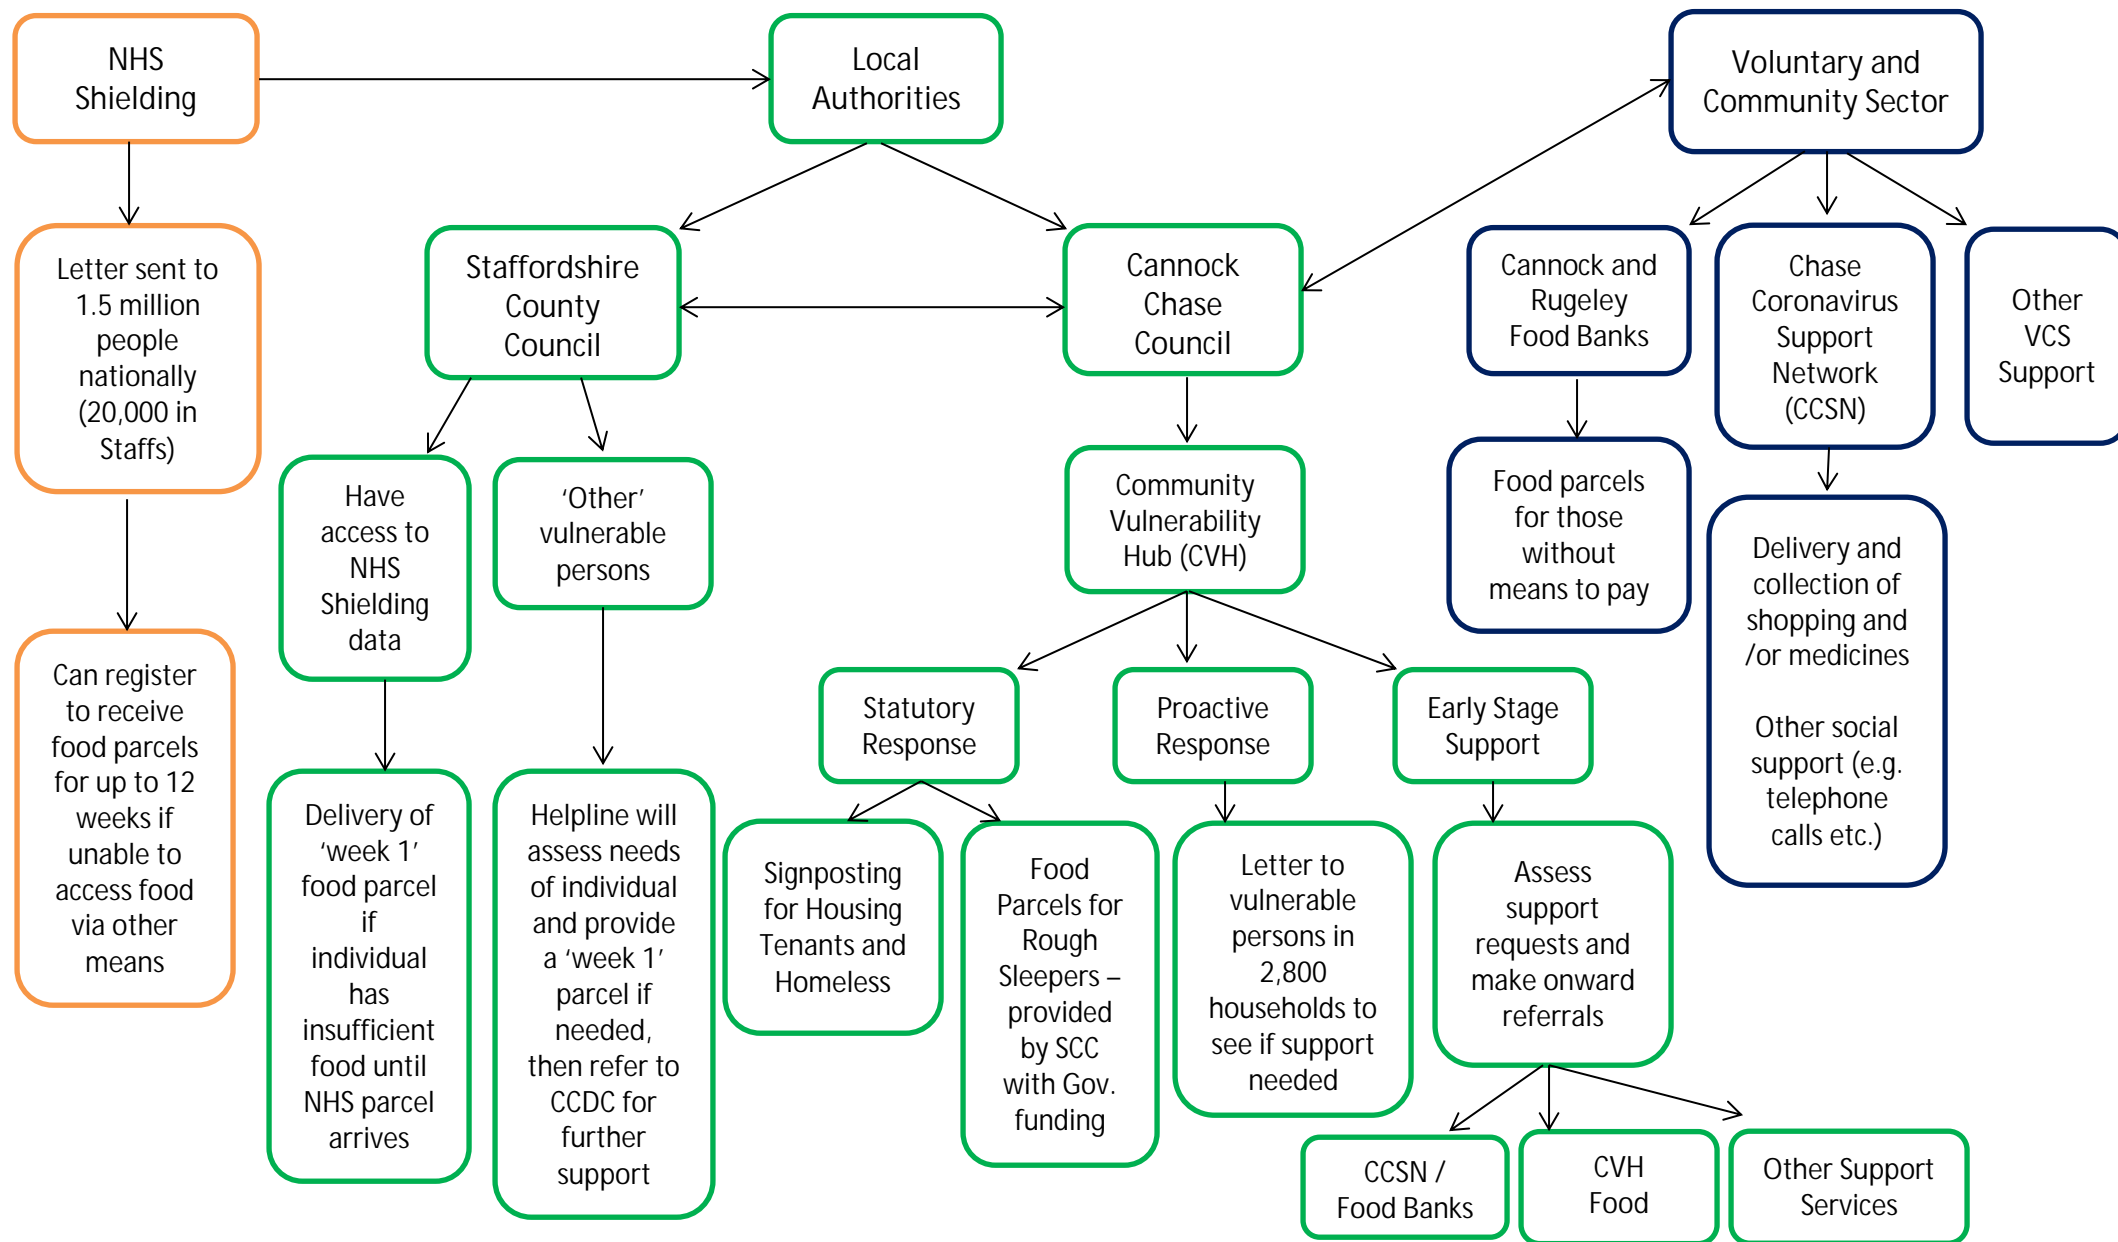 NHS
Shielding
Local
Authorities
Voluntary and
Community Sector
Letter sent to
1.5 million
people
nationally
(20,000 in
Staffs)
Staffordshire
County
Council
Cannock
Chase
Council
Cannock and
Rugeley
Food Banks
Chase
Coronavirus
Support
Network
(CCSN)
Other
VCS
Support
Can register
to receive
food parcels
for up to 12
weeks if
unable to
access food
via other
means
Have
access to
NHS
Shielding
data
‘Other’
vulnerable
persons
Community
Vulnerability
Hub (CVH)
Food parcels
for those
without
means to pay
Delivery and
collection of
shopping and
/or medicines
Other social
support (e.g.
telephone
calls etc.)
Statutory
Response
Proactive
Response
Early Stage
Support
Delivery of
‘week 1’
food parcel
if
individual
has
insufficient
food until
NHS parcel
arrives
Helpline will
assess needs
of individual
and provide
a ‘week 1’
parcel if
needed,
then refer to
CCDC for
further
support
Signposting
for Housing
Tenants and
Homeless
Food
Parcels for
Rough
Sleepers –
provided
by SCC
with Gov.
funding
Letter to
vulnerable
persons in
2,800
households to
see if support
needed
Assess
support
requests and
make onward
referrals
CCSN /
Food Banks
CVH
Food
Other Support
Services